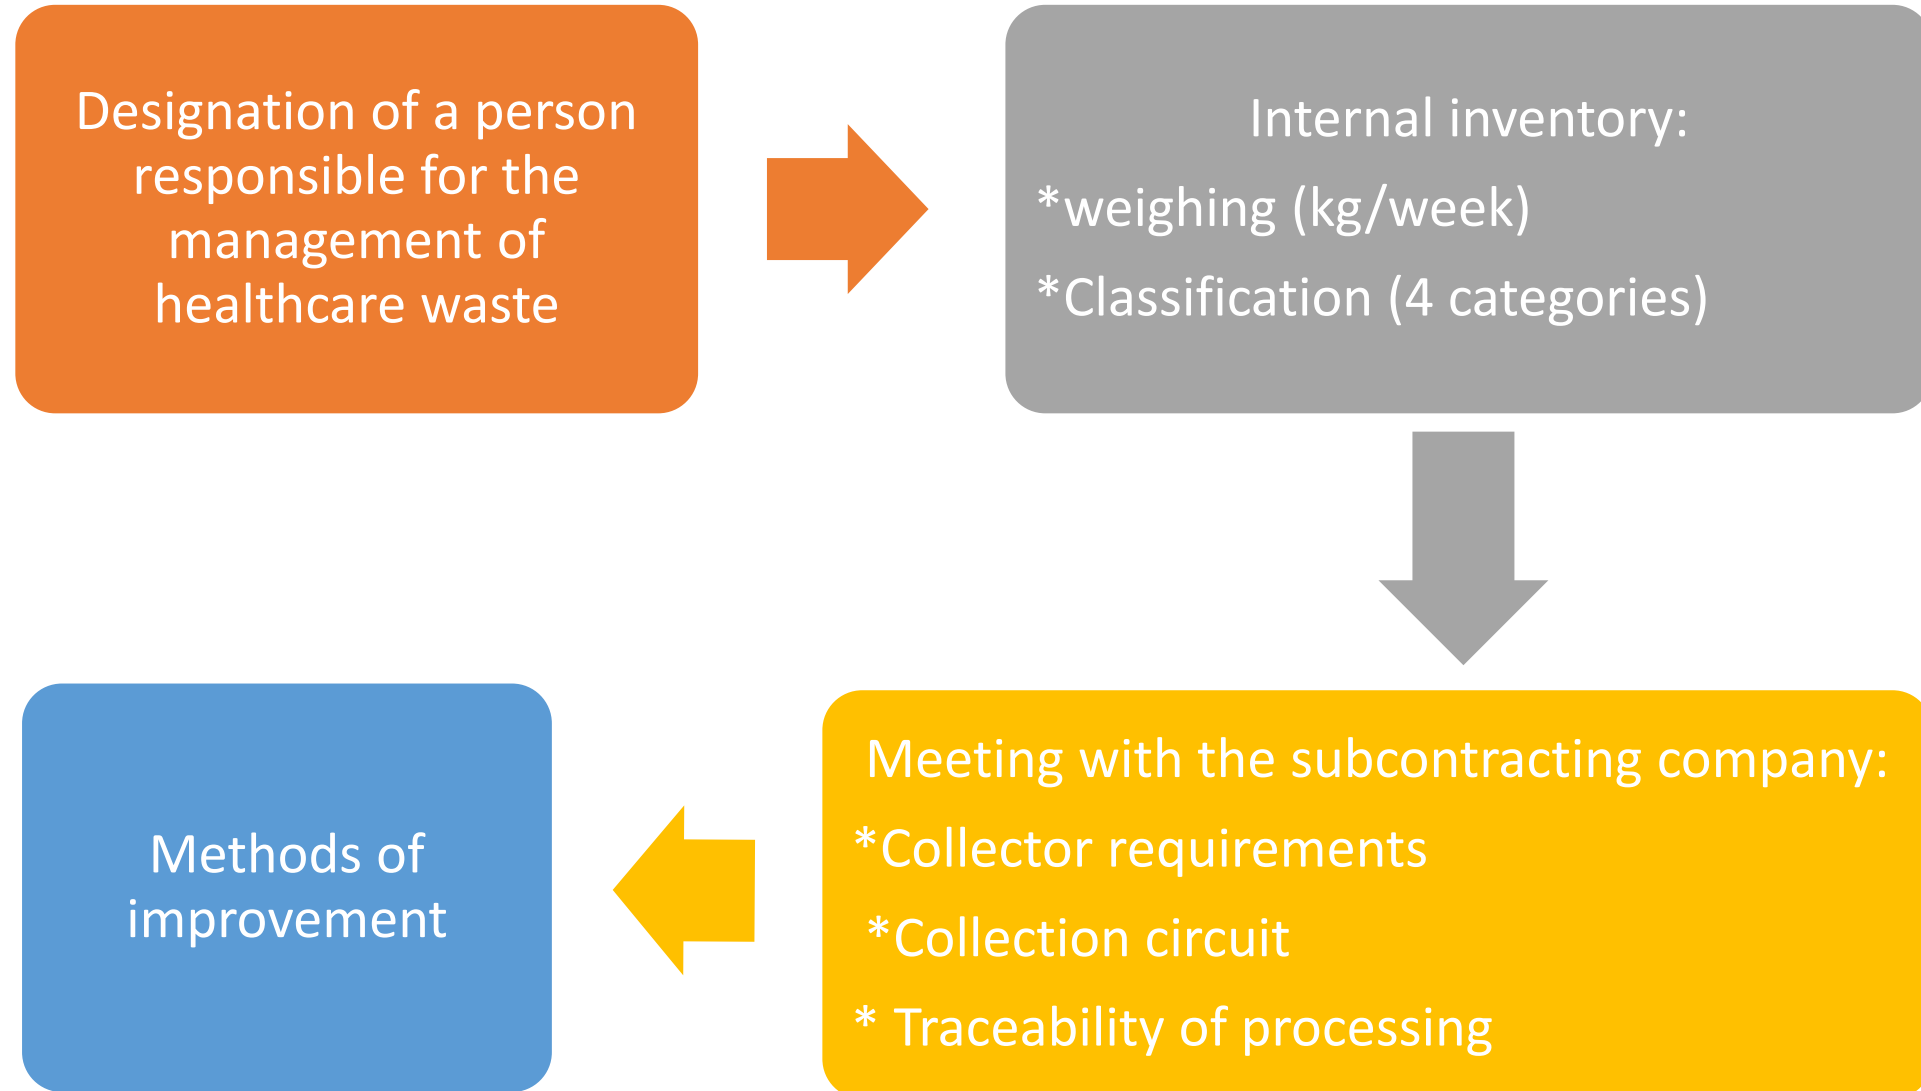 Designation of a person
responsible for the
management of
healthcare waste
Internal inventory:
*weighing (kg/week)
*Classification (4 categories)
Meeting with the subcontracting company:
*Collector requirements
*Collection circuit
* Traceability of processing
Methods of
improvement